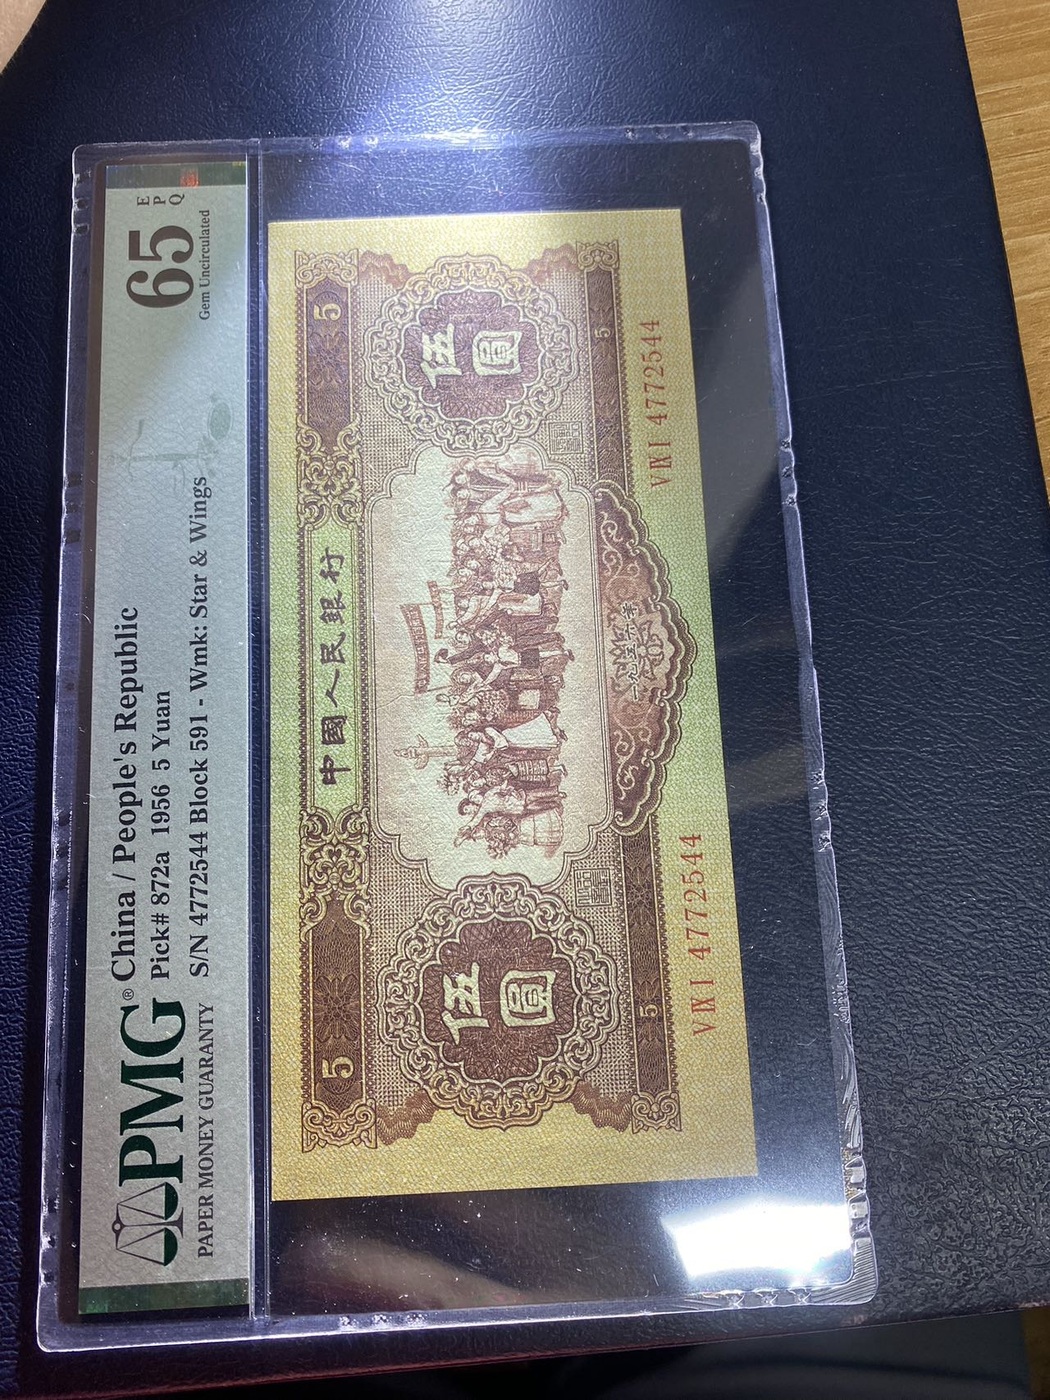 PMG®
PAPER MONEY GUARANTY
China / People's Republic
Pick# 872a 1956 5 Yuan
S/N 4772544 Block 591 - Wmk: Star & Wings
65
EPQ
Gem Uncirculated
5
中國人民銀行
5
伍圓
伍圓
5
一九五六年
5
V IX I 4772544
V IX I 4772544